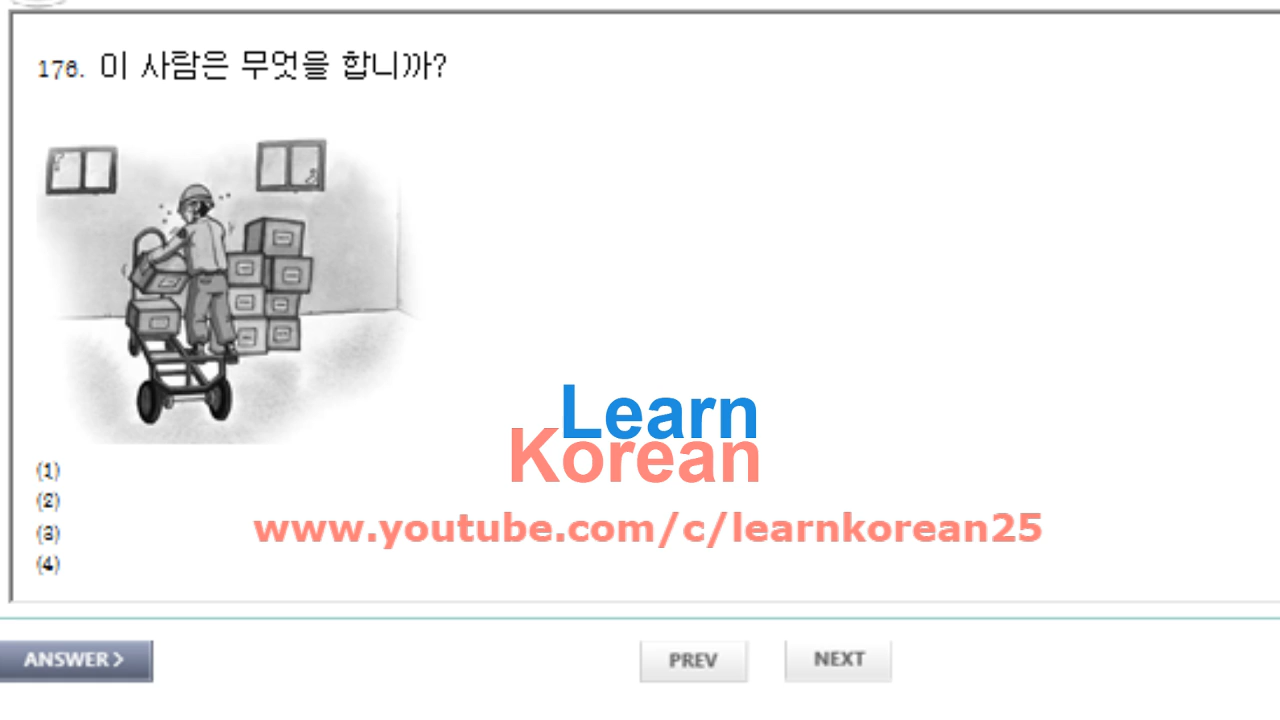 176. 이 사람은 무엇을 합니까?
Learn
Korean
(1)
(2)
www.youtube.com/c/learnkorean25
(3)
(4)
ANSWER >
PREV
NEXT